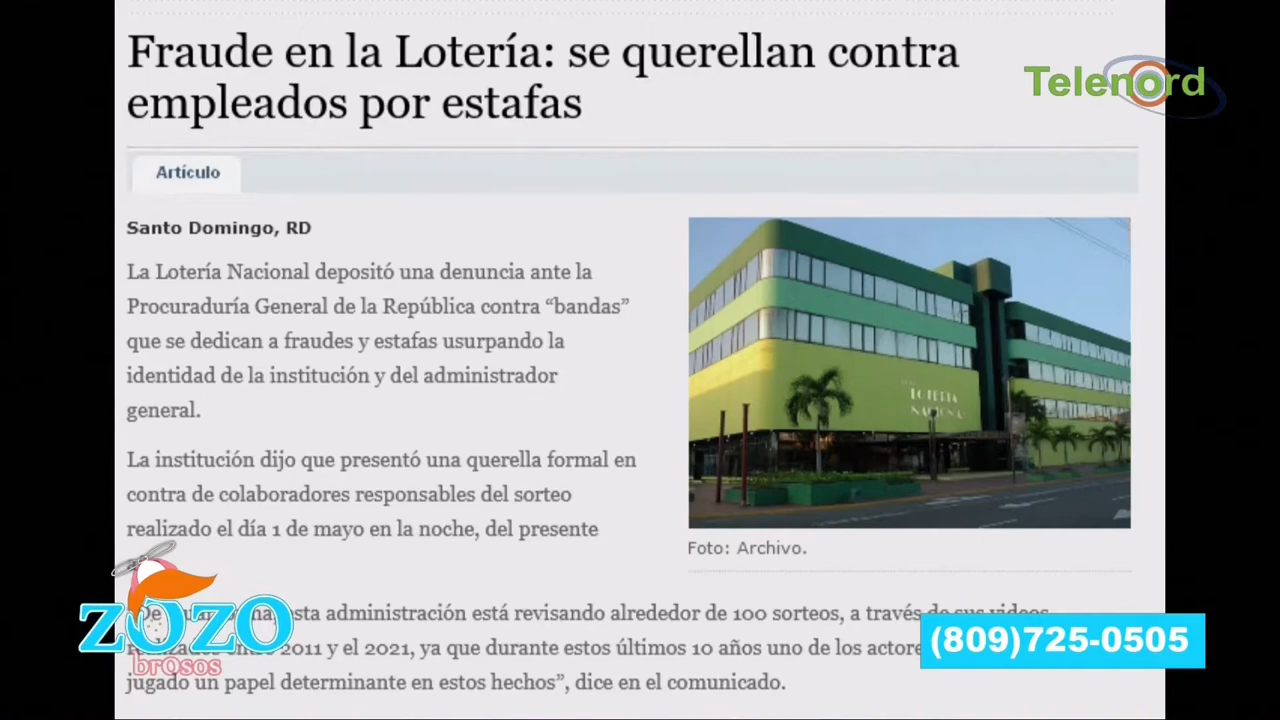 Fraude en la Lotería: se querellan contra
empleados por estafas
Telenord
Artículo
Santo Domingo, RD
La Lotería Nacional depositó una denuncia ante la
Procuraduría General de la República contra “bandas”
que se dedican a fraudes y estafas usurpando la
identidad de la institución y del administrador
general.
La institución dijo que presentó una querella formal en
contra de colaboradores responsables del sorteo
realizado el día 1 de mayo en la noche, del presente
LOTERIA
NACIONAL
Foto: Archivo.
esta administración está revisando alrededor de 100 sorteos, a través de sus videos
2011 y el 2021, ya que durante estos últimos 10 años uno de los
jugado un papel determinante en estos hechos”, dice en el comunicado.
ZOZO
brOsos
(809)725-0505